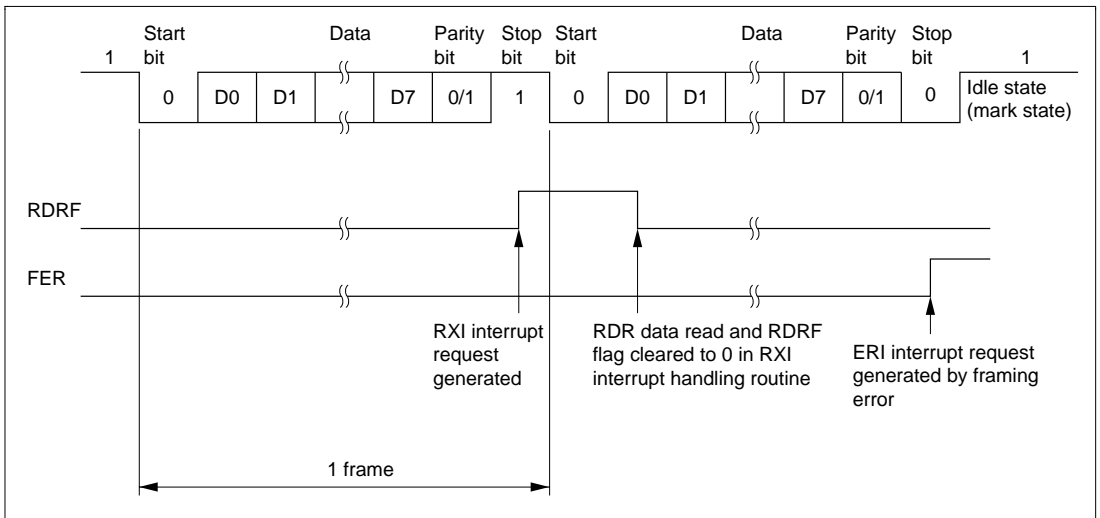 Start bit
Data
Parity bit
Stop bit
Start bit
Data
Parity bit
Stop bit
1
1
0
D0
D1
D7
0/1
1
0
D0
D1
D7
0/1
0
Idle state
(mark state)
RDRF
FER
RXI interrupt
request
generated
RDR data read and RDRF
flag cleared to 0 in RXI
interrupt handling routine
ERI interrupt request
generated by framing
error
1 frame